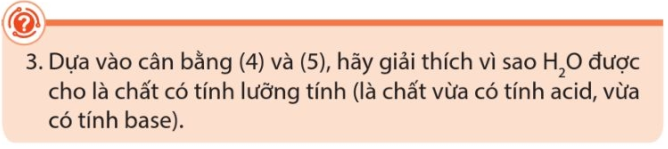 3. Dựa vào cân bằng (4) và (5), hãy giải thích vì sao H₂O được
cho là chất có tính lưỡng tính (là chất vừa có tính acid, vừa
có tính base).